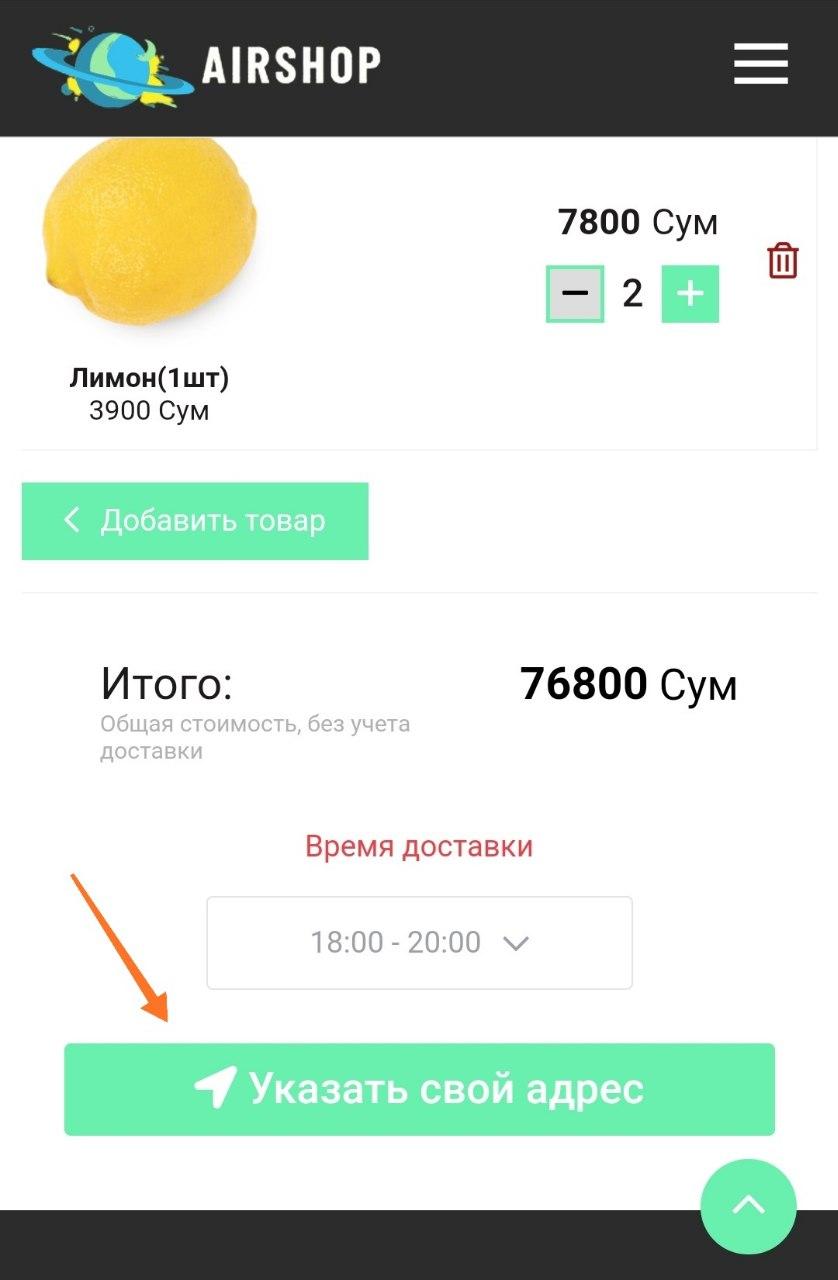 AIRSHOP
7800 Сум
2
Лимон(1шт)
3900 Сум
Добавить товар
Итого:
76800 Сум
Общая стоимость, без учета
доставки
Время доставки
18:00 - 20:00
Указать свой адрес